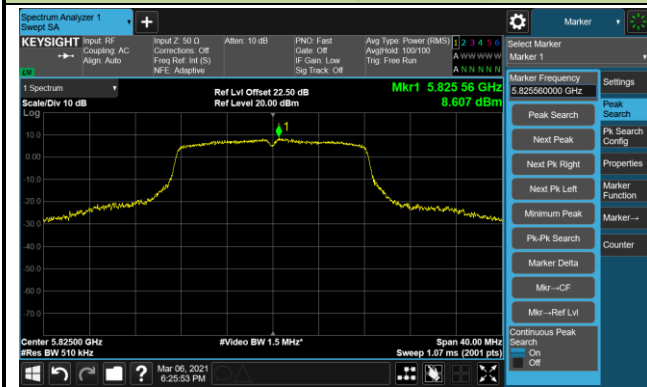 Spectrum Analyzer 1
Swept SA
Marker
KEYSIGHT
Input: RF
Coupling: AC
Align: Auto
Input Z: 50 Ω
Corrections: Off
Freq Ref: Int (S)
NFE: Adaptive
Atten: 10 dB
PNO: Fast
Gate: Off
IF Gain: Low
Sig Track: Off
Avg Type: Power (RMS)
Avg|Hold: 100/100
Trig: Free Run
1 2 3 4 5 6
A W W W W W
A N N N N N
Select Marker
Marker 1
LXI
1 Spectrum
Scale/Div 10 dB
Log
Ref Lvl Offset 22.50 dB
Ref Level 20.00 dBm
Mkr1 5.825 56 GHz
8.607 dBm
1
10.0
0.00
-10.0
-20.0
-30.0
-40.0
-50.0
-60.0
-70.0
Center 5.82500 GHz
#Res BW 510 kHz
#Video BW 1.5 MHz*
Span 40.00 MHz
Sweep 1.07 ms (2001 pts)
Marker Frequency
5.825560000 GHz
Peak Search
Next Peak
Next Pk Right
Next Pk Left
Minimum Peak
Pk-Pk Search
Marker Delta
Mkr→CF
Mkr→Ref Lvl
Continuous Peak
Search
On
Off
Settings
Peak
Search
Pk Search
Config
Properties
Marker
Function
Marker→
Counter
?
Mar 06, 2021
6:25:53 PM